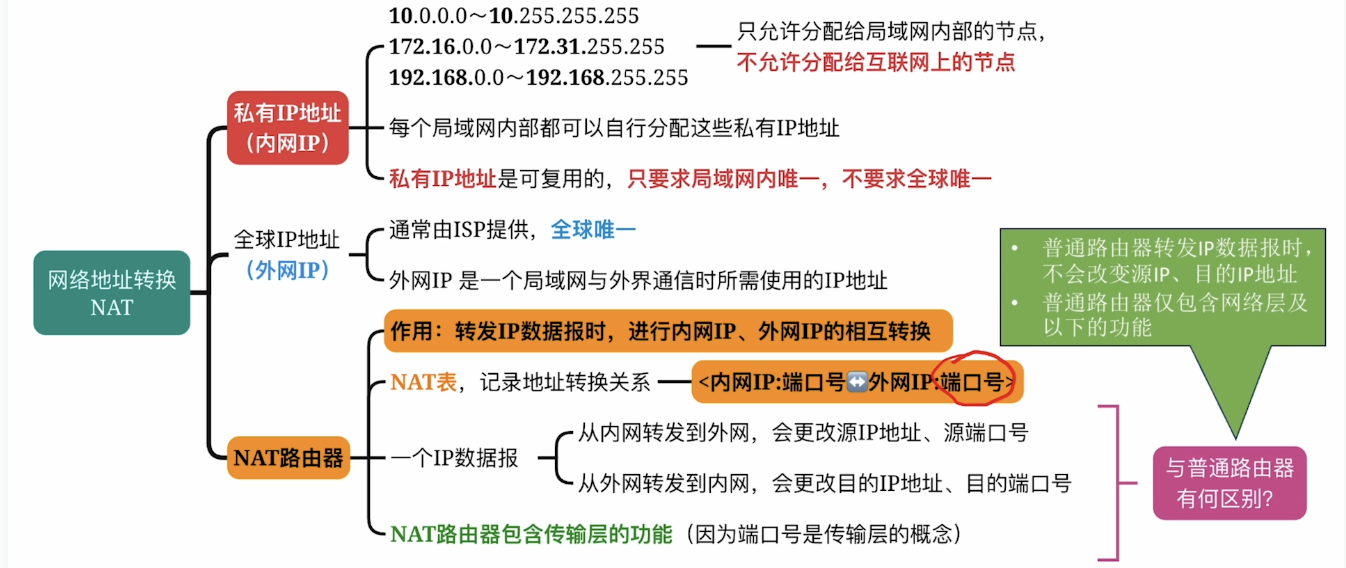 10.0.0.0～10.255.255.255
172.16.0.0～172.31.255.255
192.168.0.0～192.168.255.255
只允许分配给局域网内部的节点，
不允许分配给互联网上的节点
私有IP地址
（内网IP）
每个局域网内部都可以自行分配这些私有IP地址
私有IP地址是可复用的，只要求局域网内唯一，不要求全球唯一
网络地址转换
NAT
全球IP地址
（外网IP）
通常由ISP提供，全球唯一
外网IP 是一个局域网与外界通信时所需使用的IP地址
NAT路由器
作用：转发IP数据报时，进行内网IP、外网IP的相互转换
NAT表，记录地址转换关系
<内网IP:端口号↔外网IP:端口号>
一个IP数据报
从内网转发到外网，会更改源IP地址、源端口号
从外网转发到内网，会更改目的IP地址、目的端口号
NAT路由器包含传输层的功能（因为端口号是传输层的概念）
• 普通路由器转发IP数据报时，
不会改变源IP、目的IP地址
• 普通路由器仅包含网络层及
以下的功能
与普通路由器
有何区别?